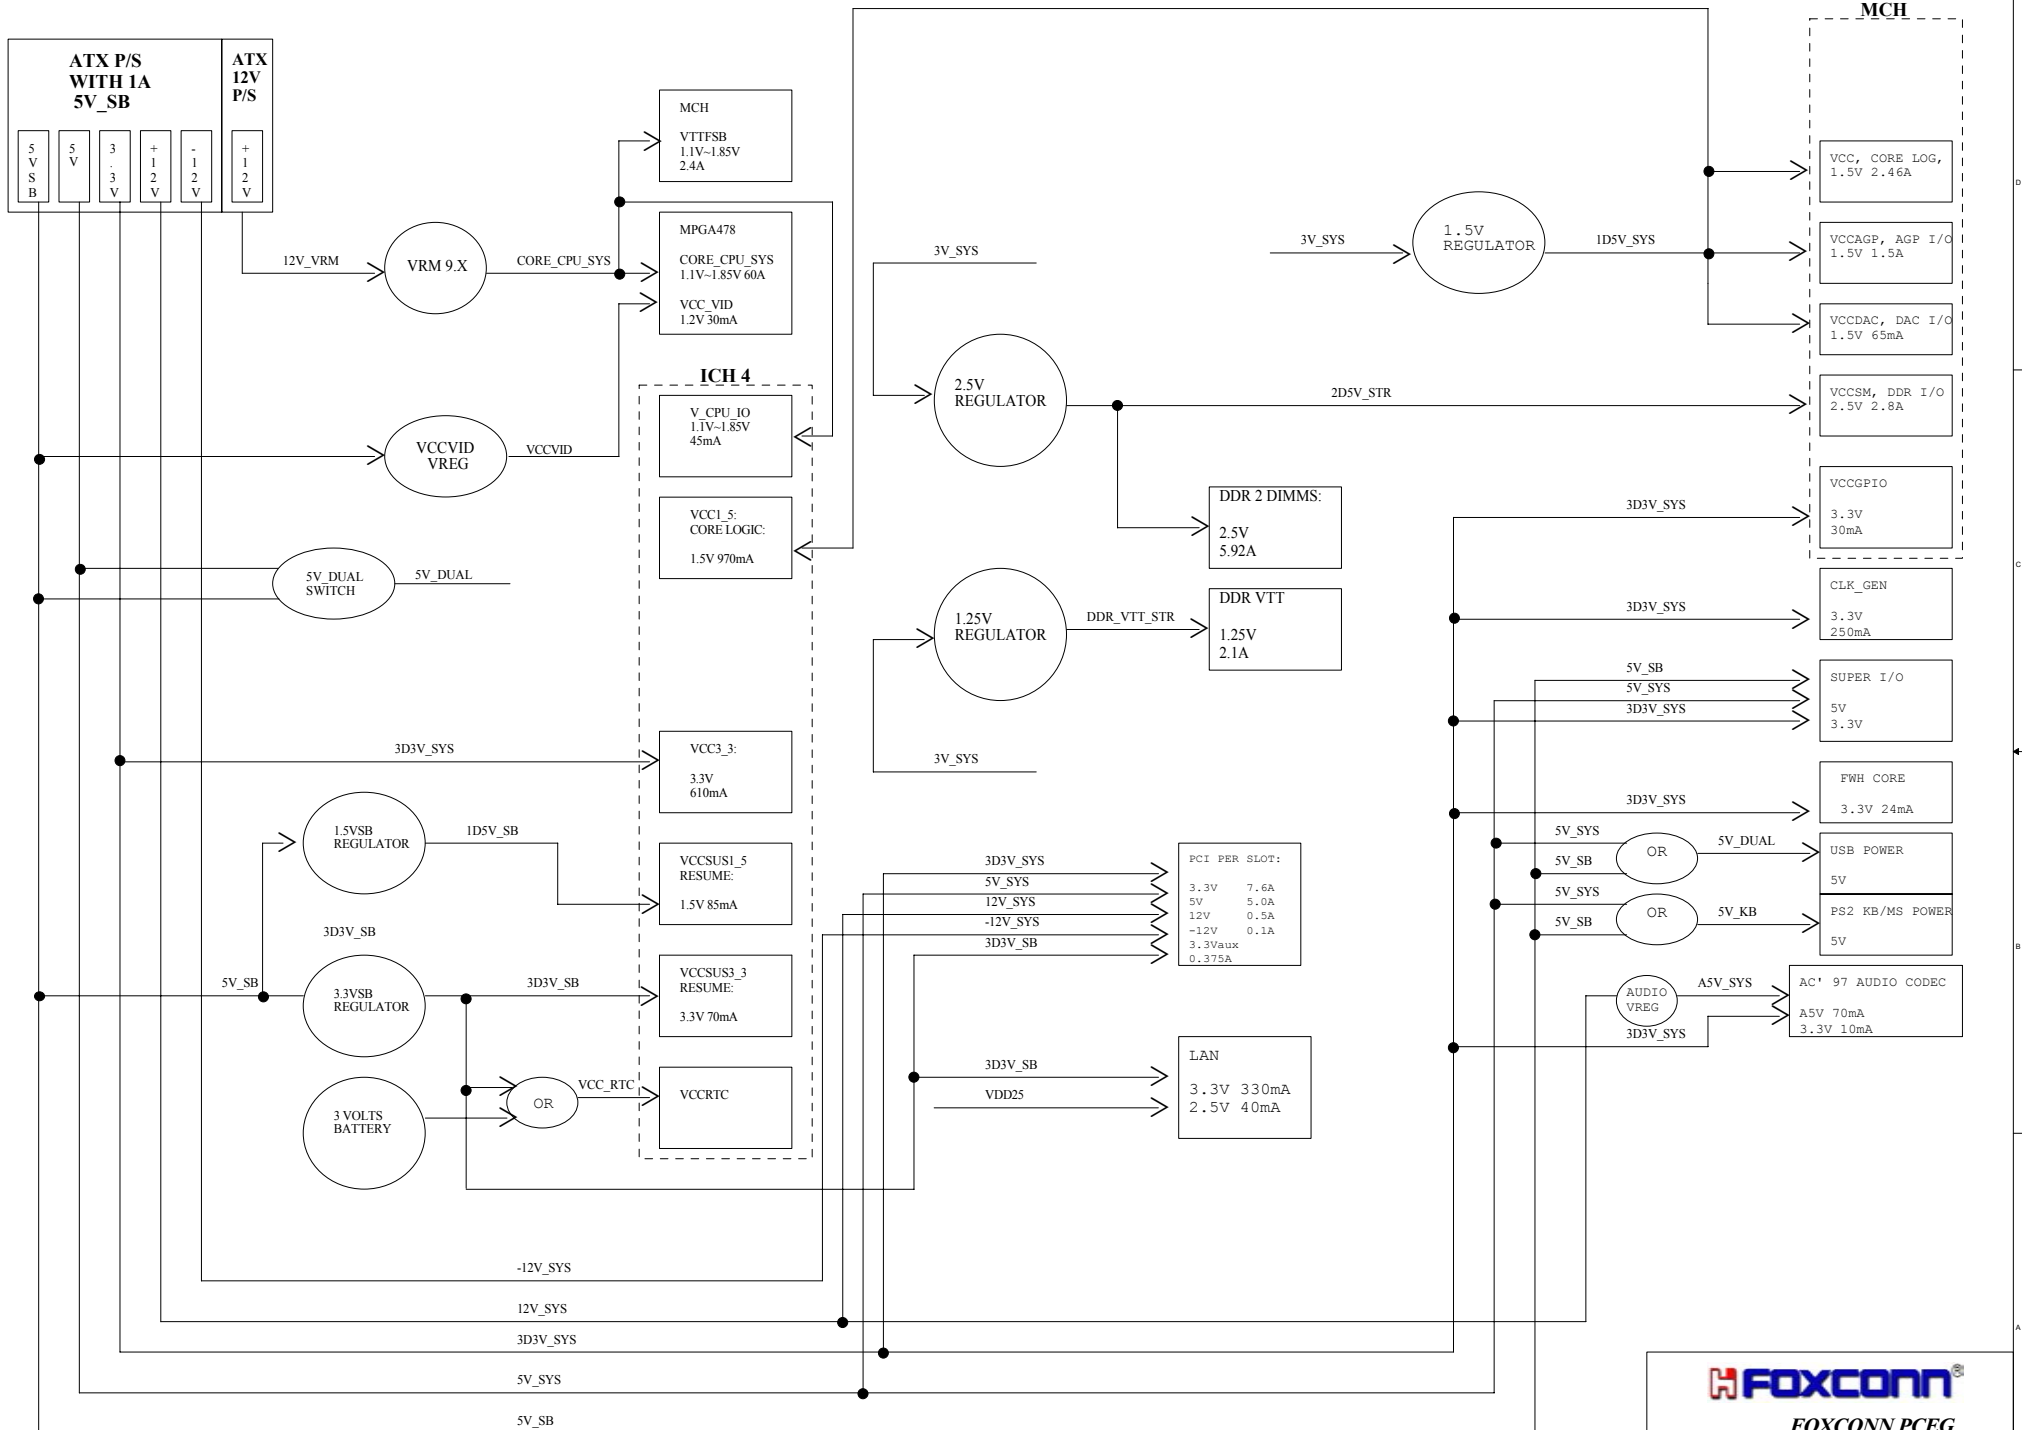 MCH
ATX P/S
WITH 1A
5V_SB
ATX
12V
P/S
5VSB
5V
3.3V
+12V
-12V
+12V
MCH
VTTFSB
1.1V~1.85V
2.4A
12V_VRM
VRM 9.X
CORE_CPU_SYS
MPGA478
CORE_CPU_SYS
1.1V~1.85V 60A
VCC_VID
1.2V 30mA
VCCVID
VREG
VCCVID
5V_DUAL
SWITCH
5V_DUAL
ICH 4
V_CPU_IO
1.1V~1.85V
45mA
VCC1_5:
CORE LOGIC:
1.5V 970mA
3D3V_SYS
VCC3_3:
3.3V
610mA
1.5VSB
REGULATOR
1D5V_SB
VCCSUS1_5
RESUME:
1.5V 85mA
3D3V_SB
5V_SB
3.3VSB
REGULATOR
3D3V_SB
VCCSUS3_3
RESUME:
3.3V 70mA
3 VOLTS
BATTERY
OR
VCC_RTC
VCCRTC
3V_SYS
2.5V
REGULATOR
2D5V_STR
DDR 2 DIMMS:
2.5V
5.92A
1.25V
REGULATOR
DDR_VTT_STR
DDR VTT
1.25V
2.1A
3V_SYS
3V_SYS
1.5V
REGULATOR
1D5V_SYS
VCC, CORE LOG,
1.5V 2.46A
VCCAGP, AGP I/O
1.5V 1.5A
VCCDAC, DAC I/O
1.5V 65mA
VCCSM, DDR I/O
2.5V 2.8A
3D3V_SYS
VCCGPIO
3.3V
30mA
3D3V_SYS
CLK_GEN
3.3V
250mA
5V_SB
5V_SYS
3D3V_SYS
SUPER I/O
5V
3.3V
3D3V_SYS
FWH CORE
3.3V 24mA
5V_SYS
5V_SB
OR
5V_DUAL
USB POWER
5V
5V_SYS
5V_SB
OR
5V_KB
PS2 KB/MS POWER
5V
AUDIO
VREG
A5V_SYS
3D3V_SYS
AC' 97 AUDIO CODEC
A5V 70mA
3.3V 10mA
3D3V_SYS
5V_SYS
12V_SYS
-12V_SYS
3D3V_SB
PCI PER SLOT:
3.3V 7.6A
5V 5.0A
12V 0.5A
-12V 0.1A
3.3Vaux
0.375A
3D3V_SB
VDD25
LAN
3.3V 330mA
2.5V 40mA
-12V_SYS
12V_SYS
3D3V_SYS
5V_SYS
5V_SB
D
C
B
A
FOXCONN®
FOXCONN PCEG